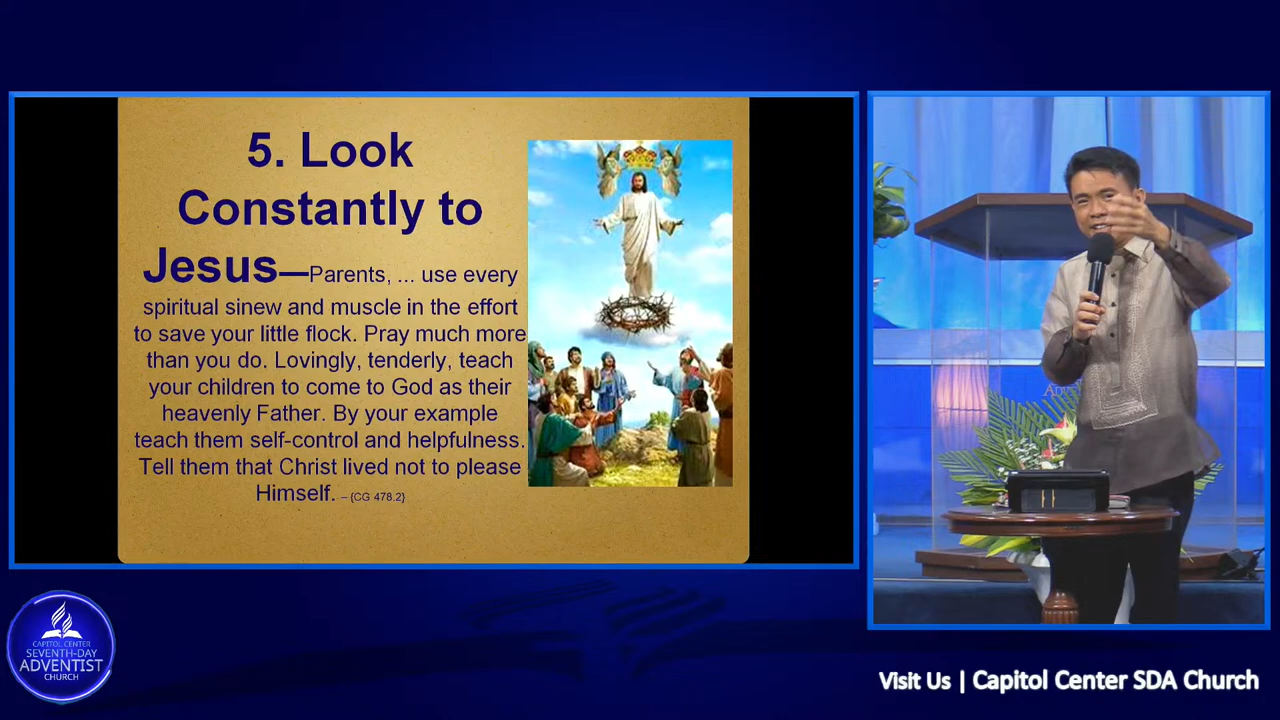 5. Look
Constantly to
Jesus—Parents, ... use every
spiritual sinew and muscle in the effort
to save your little flock. Pray much more
than you do. Lovingly, tenderly, teach
your children to come to God as their
heavenly Father. By your example
teach them self-control and helpfulness.
Tell them that Christ lived not to please
Himself. – {CG 478.2}
CAPITOL CENTER
SEVENTH-DAY
ADVENTIST
CHURCH
Visit Us | Capitol Center SDA Church